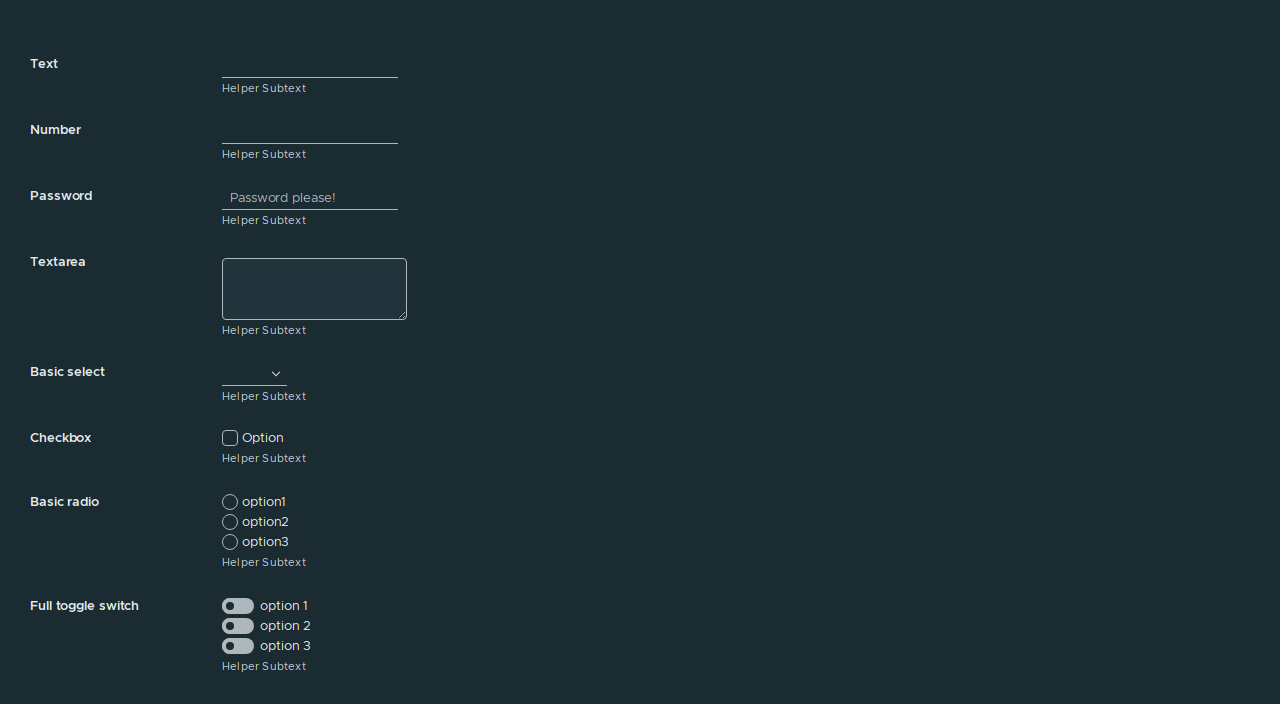 Text
Helper Subtext
Number
Helper Subtext
Password
Password please!
Helper Subtext
Textarea
Helper Subtext
Basic select
Helper Subtext
Checkbox
Option
Helper Subtext
Basic radio
option1
option2
option3
Helper Subtext
Full toggle switch
option 1
option 2
option 3
Helper Subtext